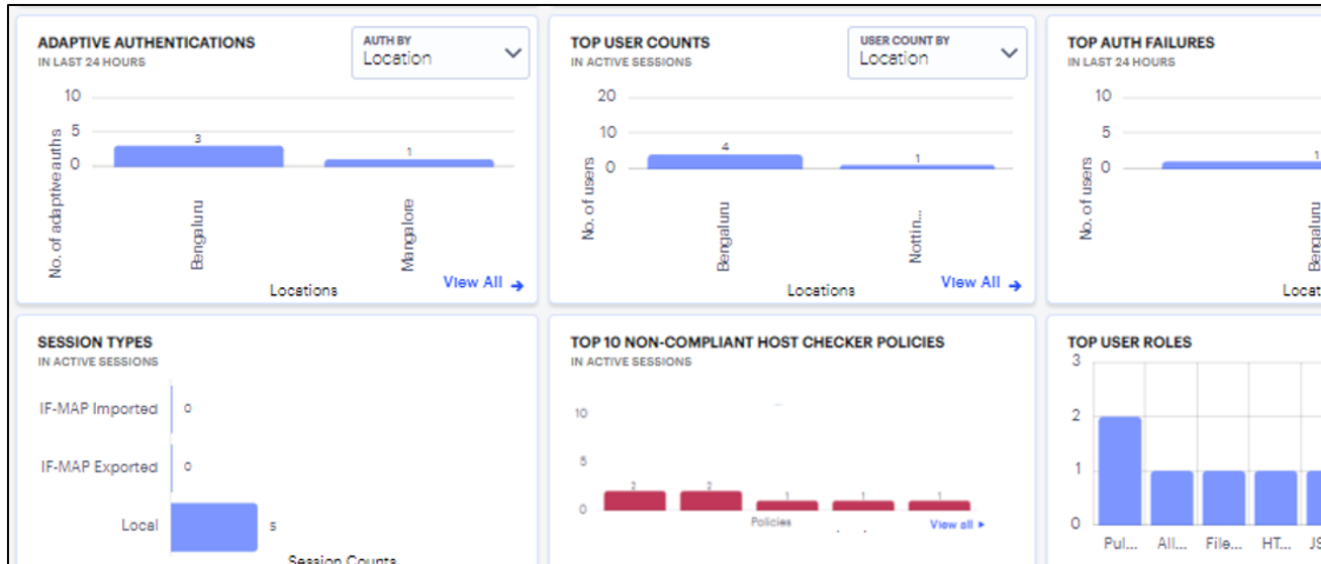 ADAPTIVE AUTHENTICATIONS
IN LAST 24 HOURS
AUTH BY
Location
10
5
0
3
1
No. of adaptive auths
Bengaluru
Mangalore
Locations
View All
TOP USER COUNTS
IN ACTIVE SESSIONS
USER COUNT BY
Location
20
10
0
4
1
No. of users
Bengaluru
Nottin...
Locations
View All
TOP AUTH FAILURES
IN LAST 24 HOURS
10
5
0
1
No. of users
Bengaluru
Locat
SESSION TYPES
IN ACTIVE SESSIONS
IF-MAP Imported
0
IF-MAP Exported
0
Local
5
Session Counts
TOP 10 NON-COMPLIANT HOST CHECKER POLICIES
IN ACTIVE SESSIONS
10
5
0
2
2
1
1
1
Policies
View all
TOP USER ROLES
3
2
1
0
Pul...
All...
File...
HT...
JS